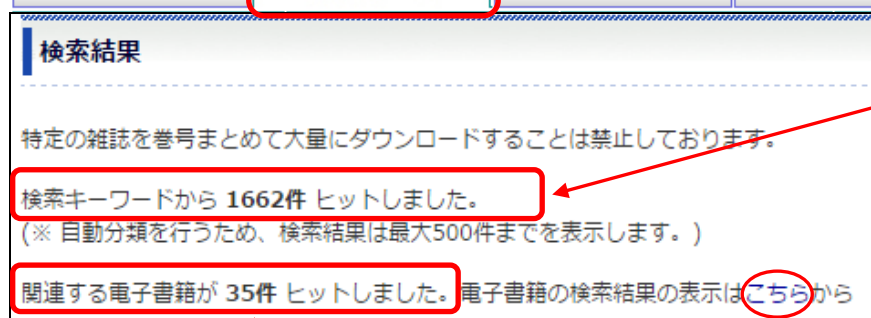 検索結果
特定の雑誌を巻号まとめて大量にダウンロードすることは禁止しております。
検索キーワードから 1662件 ヒットしました。
(※ 自動分類を行うため、検索結果は最大500件までを表示します。)
関連する電子書籍が 35件 ヒットしました。電子書籍の検索結果の表示はこちらから